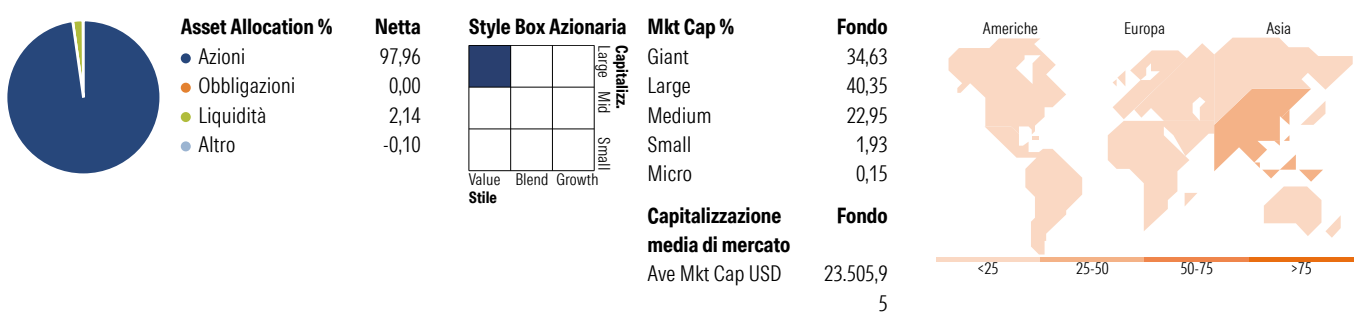 Asset Allocation % Netta
Azioni 97,96
Obbligazioni 0,00
Liquidità 2,14
Altro -0,10
Style Box Azionaria
Capitalizz.
Large Mid Small
Value Blend Growth
Stile
Mkt Cap % Fondo
Giant 34,63
Large 40,35
Medium 22,95
Small 1,93
Micro 0,15
Capitalizzazione Fondo
media di mercato
Ave Mkt Cap USD 23.505,9
5
Americhe Europa Asia
<25 25-50 50-75 >75